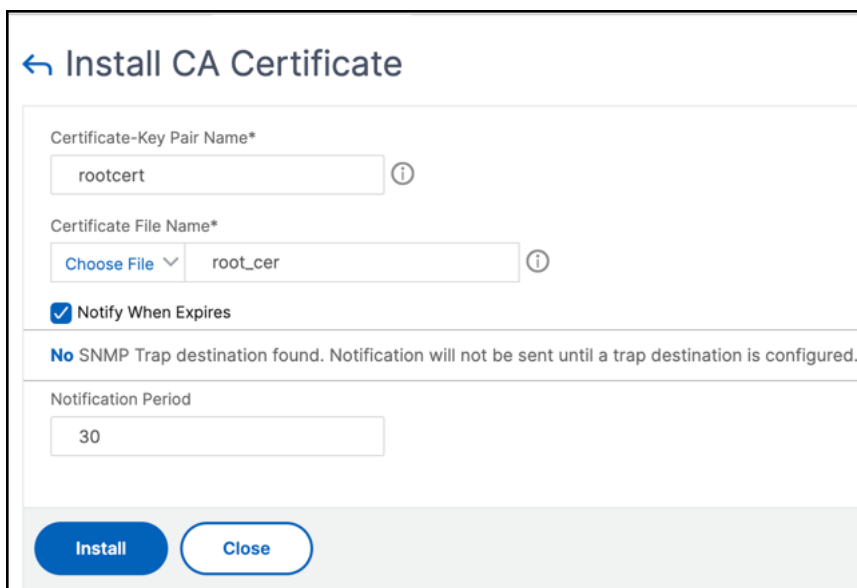 Install CA Certificate
Certificate-Key Pair Name*
rootcert
Certificate File Name*
Choose File root_cer
Notify When Expires
No SNMP Trap destination found. Notification will not be sent until a trap destination is configured.
Notification Period
30
Install Close